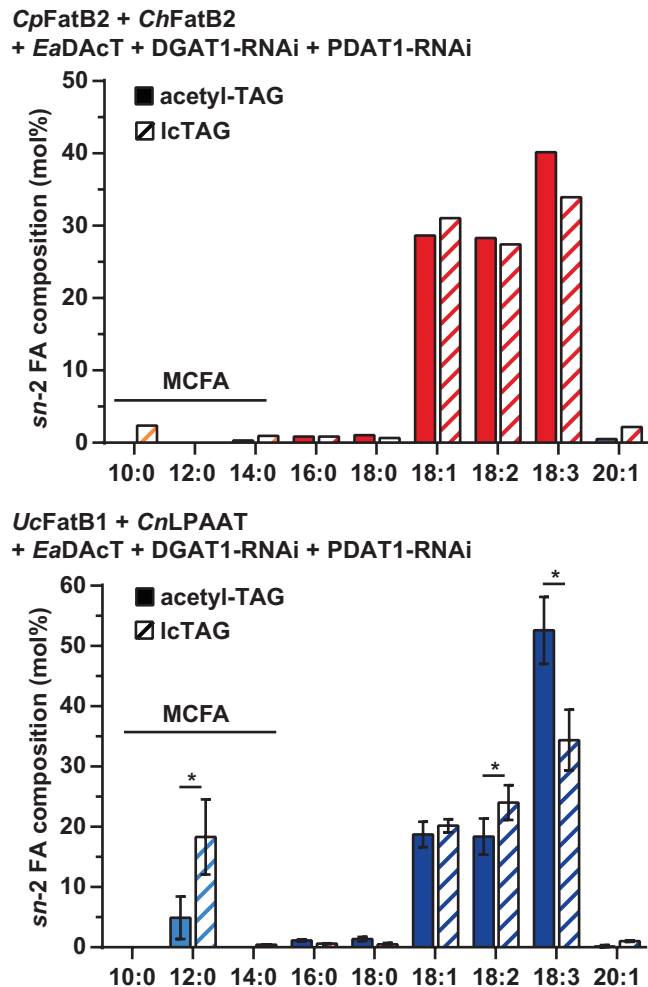 CpFatB2 + ChFatB2
+ EaDAcT + DGAT1-RNAi + PDAT1-RNAi
sn-2 FA composition (mol%)
50
40
30
20
10
0
acetyl-TAG
lcTAG
MCFA
10:0 12:0 14:0 16:0 18:0 18:1 18:2 18:3 20:1
UcFatB1 + CnLPAAT
+ EaDAcT + DGAT1-RNAi + PDAT1-RNAi
sn-2 FA composition (mol%)
60
50
40
30
20
10
0
acetyl-TAG
lcTAG
MCFA
*
*
*
10:0 12:0 14:0 16:0 18:0 18:1 18:2 18:3 20:1